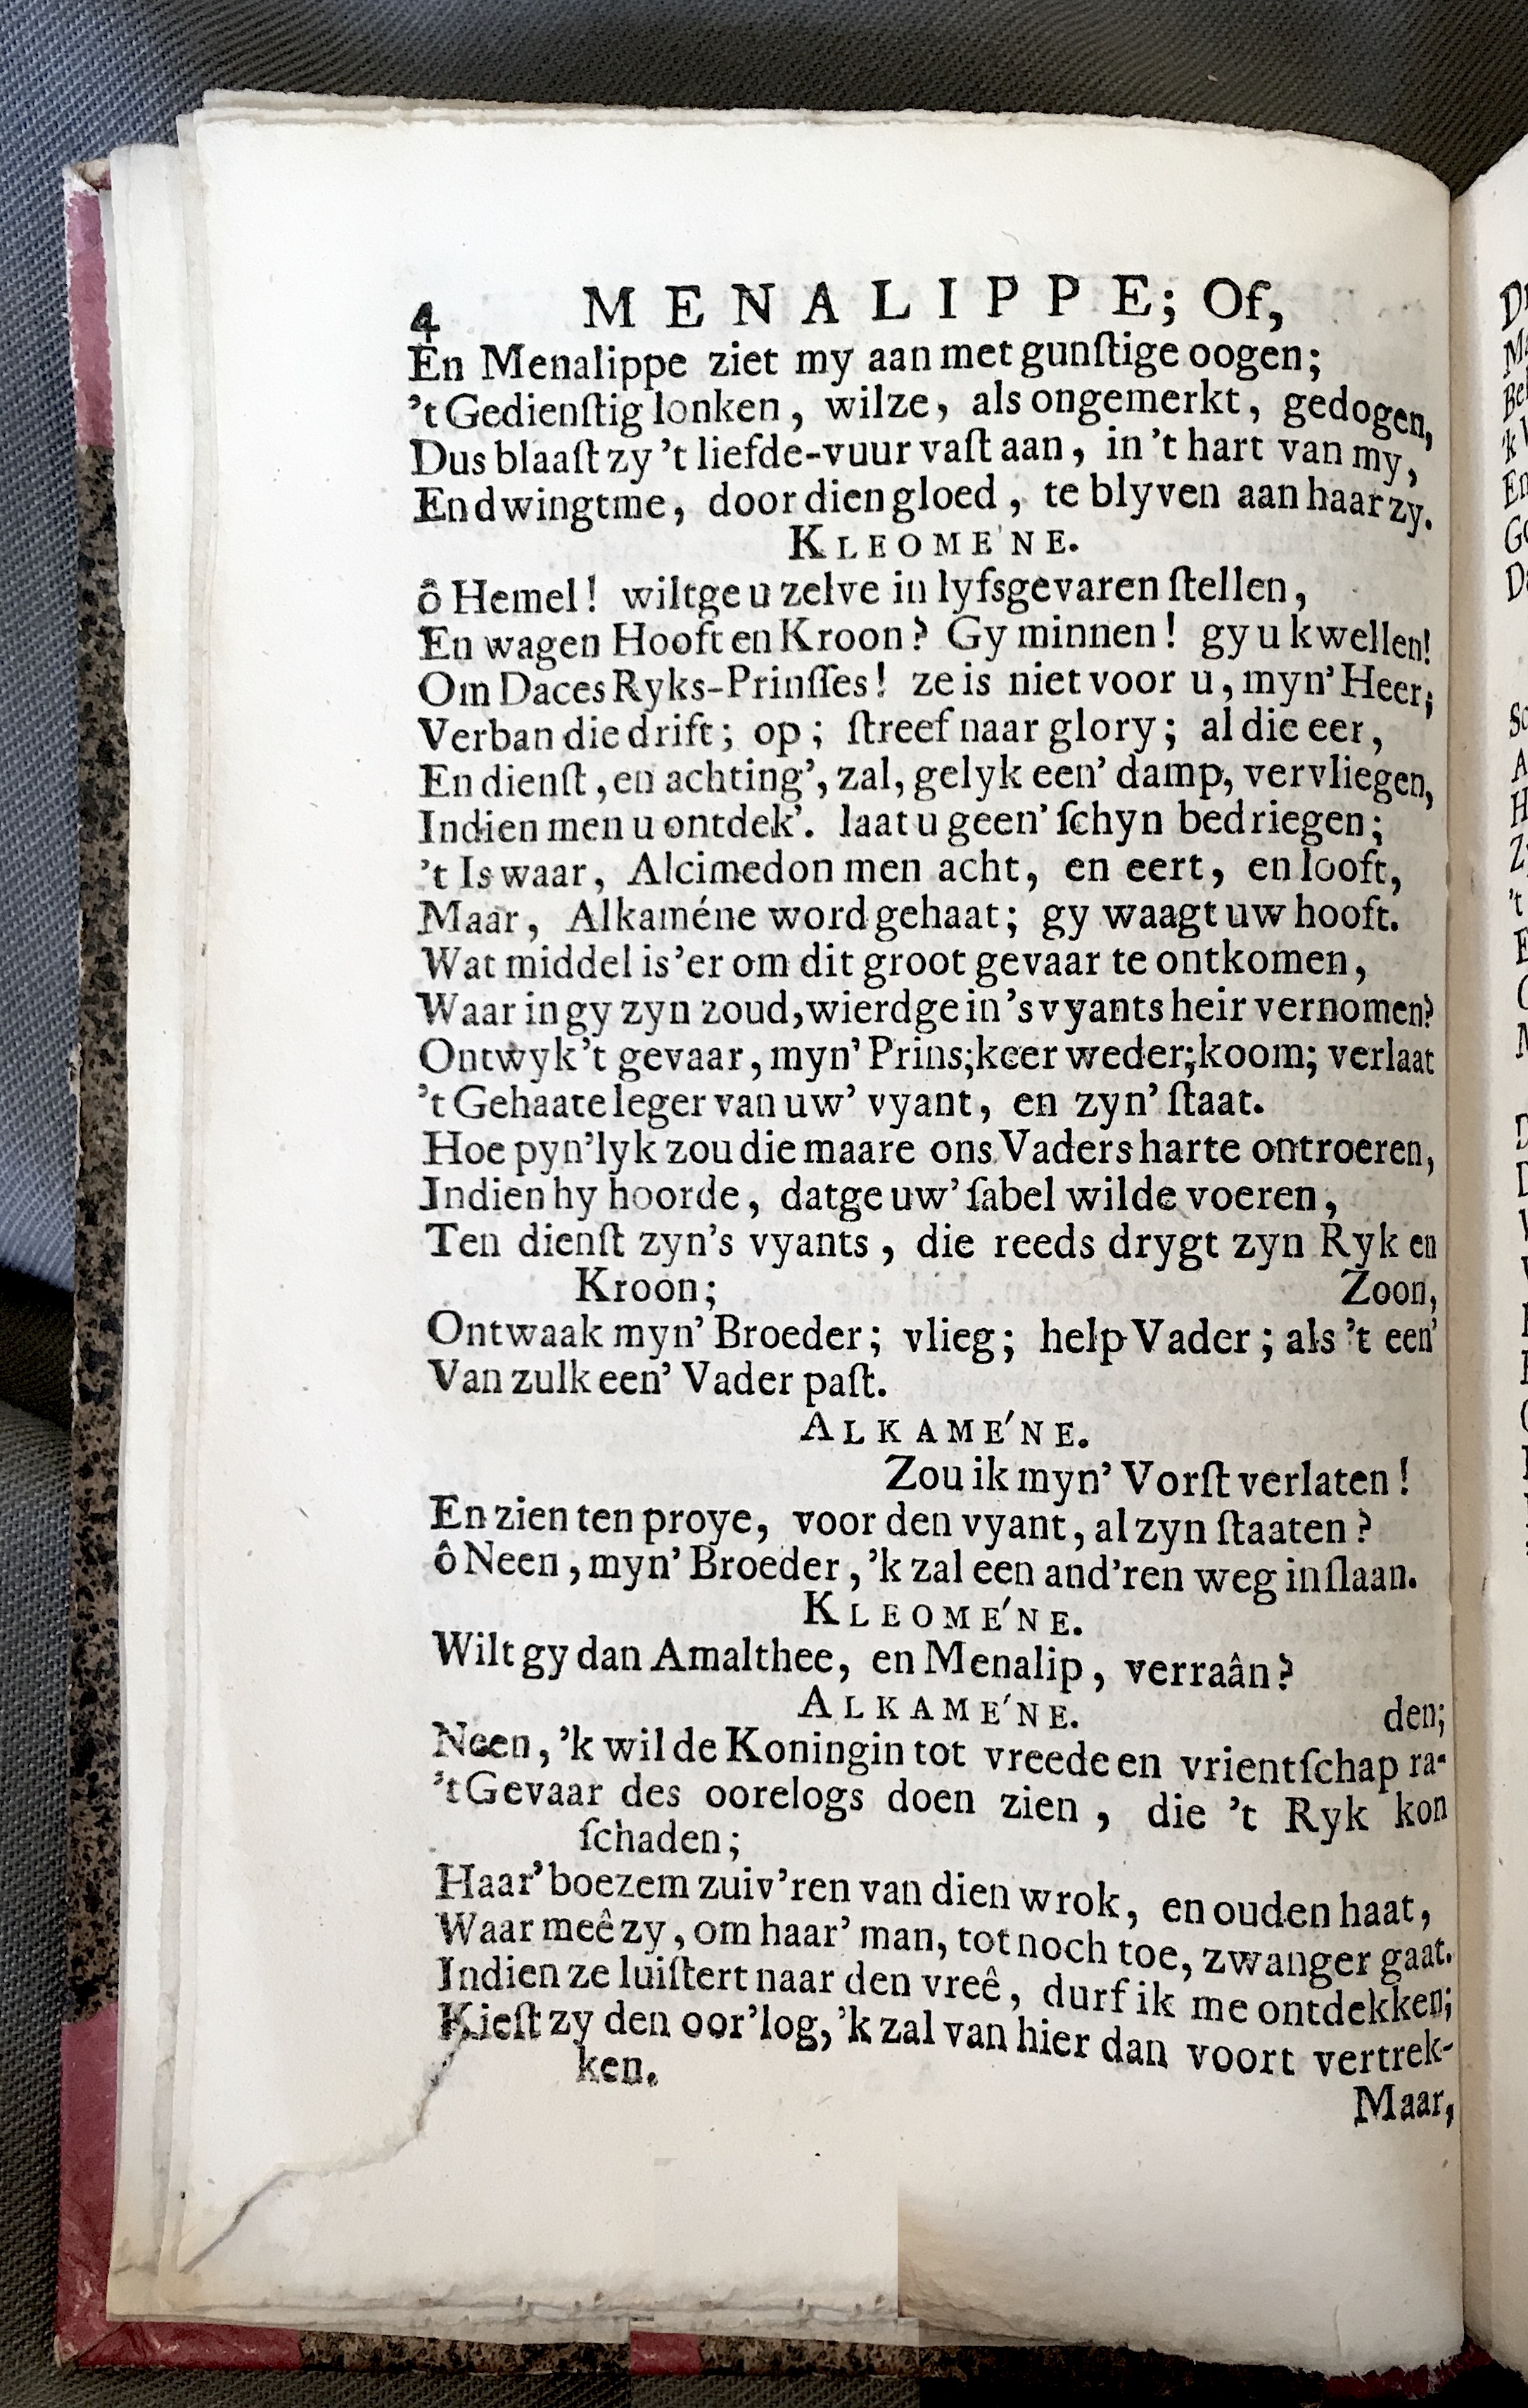 4 MENALIPPE; Of,
En Menalippe ziet my aan met gunſtige oogen;
't Gedienſtig lonken, wilze, als ongemerkt, gedogen,
Dus blaaſt zy 't liefde-vuur vaſt aan, in 't hart van my,
En dwingtme, door dien gloed, te blyven aan haar zy.
KLEOME'NE.
ô Hemel! wiltge u zelve in lyfsgevaren ſtellen,
En wagen Hooft en Kroon? Gy minnen! gy u kwellen!
Om Daces Ryks-Prinſſes! ze is niet voor u, myn' Heer;
Verban die drift; op; ſtreef naar glory; al die eer,
En dienſt, en achting', zal, gelyk een' damp, vervliegen,
Indien men u ontdek'. laat u geen' ſchyn bedriegen;
't Is waar, Alcimedon men acht, en eert, en looft,
Maar, Alkaméne word gehaat; gy waagt uw hooft.
Wat middel is 'er om dit groot gevaar te ontkomen,
Waar in gy zyn zoud, wierdge in 's vyants heir vernomen?
Ontwyk 't gevaar, myn' Prins; keer weder; koom; verlaat
't Gehaate leger van uw' vyant, en zyn' ſtaat.
Hoe pyn'lyk zou die maare ons Vaders harte ontroeren,
Indien hy hoorde, datge uw' ſabel wilde voeren,
Ten dienſt zyn's vyants, die reeds drygt zyn Ryk en
Kroon; Zoon,
Ontwaak myn' Broeder; vlieg; help Vader; als 't een'
Van zulk een' Vader paſt.
ALKAME'NE.
Zou ik myn' Vorſt verlaten!
En zien ten proye, voor den vyant, al zyn ſtaaten?
ô Neen, myn' Broeder, 'k zal een and'ren weg inſlaan.
KLEOME'NE.
Wilt gy dan Amalthee, en Menalip, verraân?
ALKAME'NE. den;
Neen, 'k wil de Koningin tot vreede en vrientſchap ra-
't Gevaar des oorelogs doen zien, die 't Ryk kon
ſchaden;
Haar' boezem zuiv'ren van dien wrok, en ouden haat,
Waar meê zy, om haar' man, tot noch toe, zwanger gaat.
Indien ze luiſtert naar den vreê, durf ik me ontdekken;
Kieſt zy den oor'log, 'k zal van hier dan voort vertrek-
ken.
Maar,